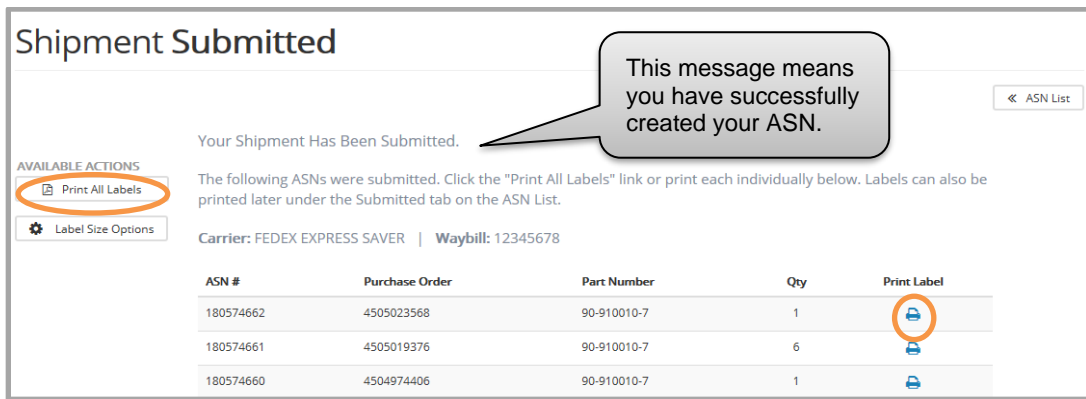 Shipment Submitted
This message means
you have successfully
created your ASN.
« ASN List
Your Shipment Has Been Submitted.
AVAILABLE ACTIONS
Print All Labels
Label Size Options
The following ASNs were submitted. Click the "Print All Labels" link or print each individually below. Labels can also be
printed later under the Submitted tab on the ASN List.
Carrier: FEDEX EXPRESS SAVER | Waybill: 12345678
ASN # Purchase Order Part Number Qty Print Label
180574662 4505023568 90-910010-7 1
180574661 4505019376 90-910010-7 6
180574660 4504974406 90-910010-7 1